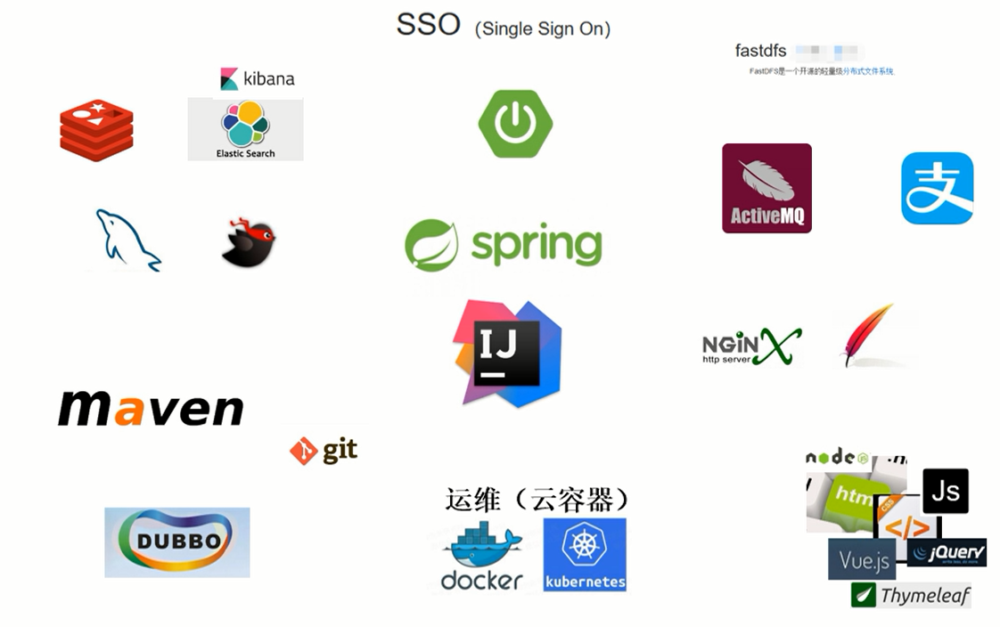 SSO (Single Sign On)
fastdfs
FastDFS是一个开源的轻量级分布式文件系统
kibana
Elastic Search
ActiveMQ
支
spring
IJ
NGiNX
http server
maven
git
DUBBO
运维（云容器）
docker
kubernetes
node
JS
.n
html
CSS
</>
Js
Vue.js
jQuery
Thymeleaf